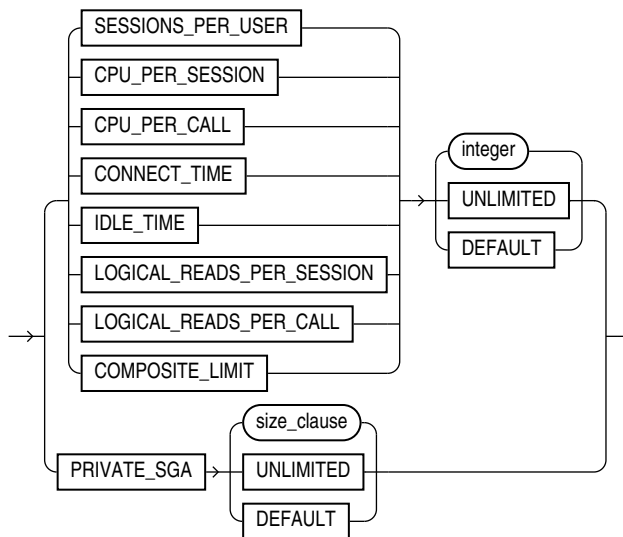 SESSIONS_PER_USER
CPU_PER_SESSION
CPU_PER_CALL
CONNECT_TIME
IDLE_TIME
LOGICAL_READS_PER_SESSION
LOGICAL_READS_PER_CALL
COMPOSITE_LIMIT
integer
UNLIMITED
DEFAULT
PRIVATE_SGA
size_clause
UNLIMITED
DEFAULT